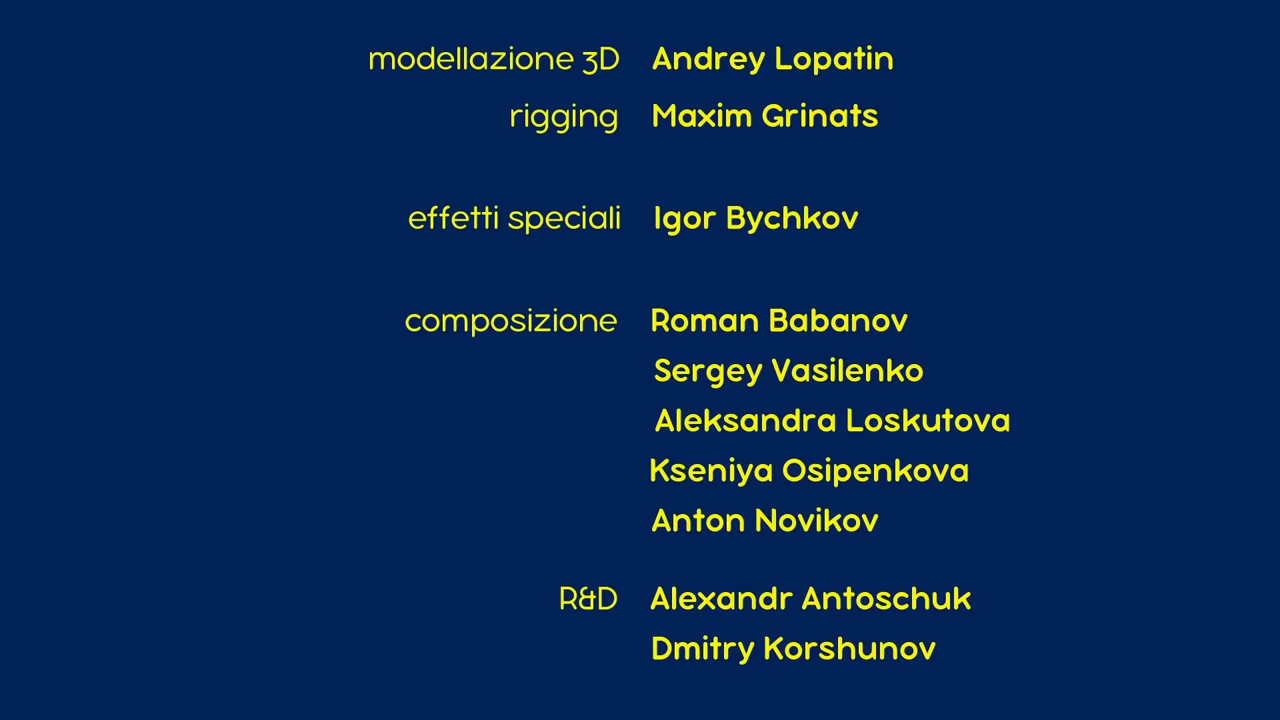 modellazione 3D Andrey Lopatin
rigging Maxim Grinats
effetti speciali Igor Bychkov
composizione Roman Babanov
Sergey Vasilenko
Aleksandra Loskutova
Kseniya Osipenkova
Anton Novikov
R&D Alexandr Antoschuk
Dmitry Korshunov